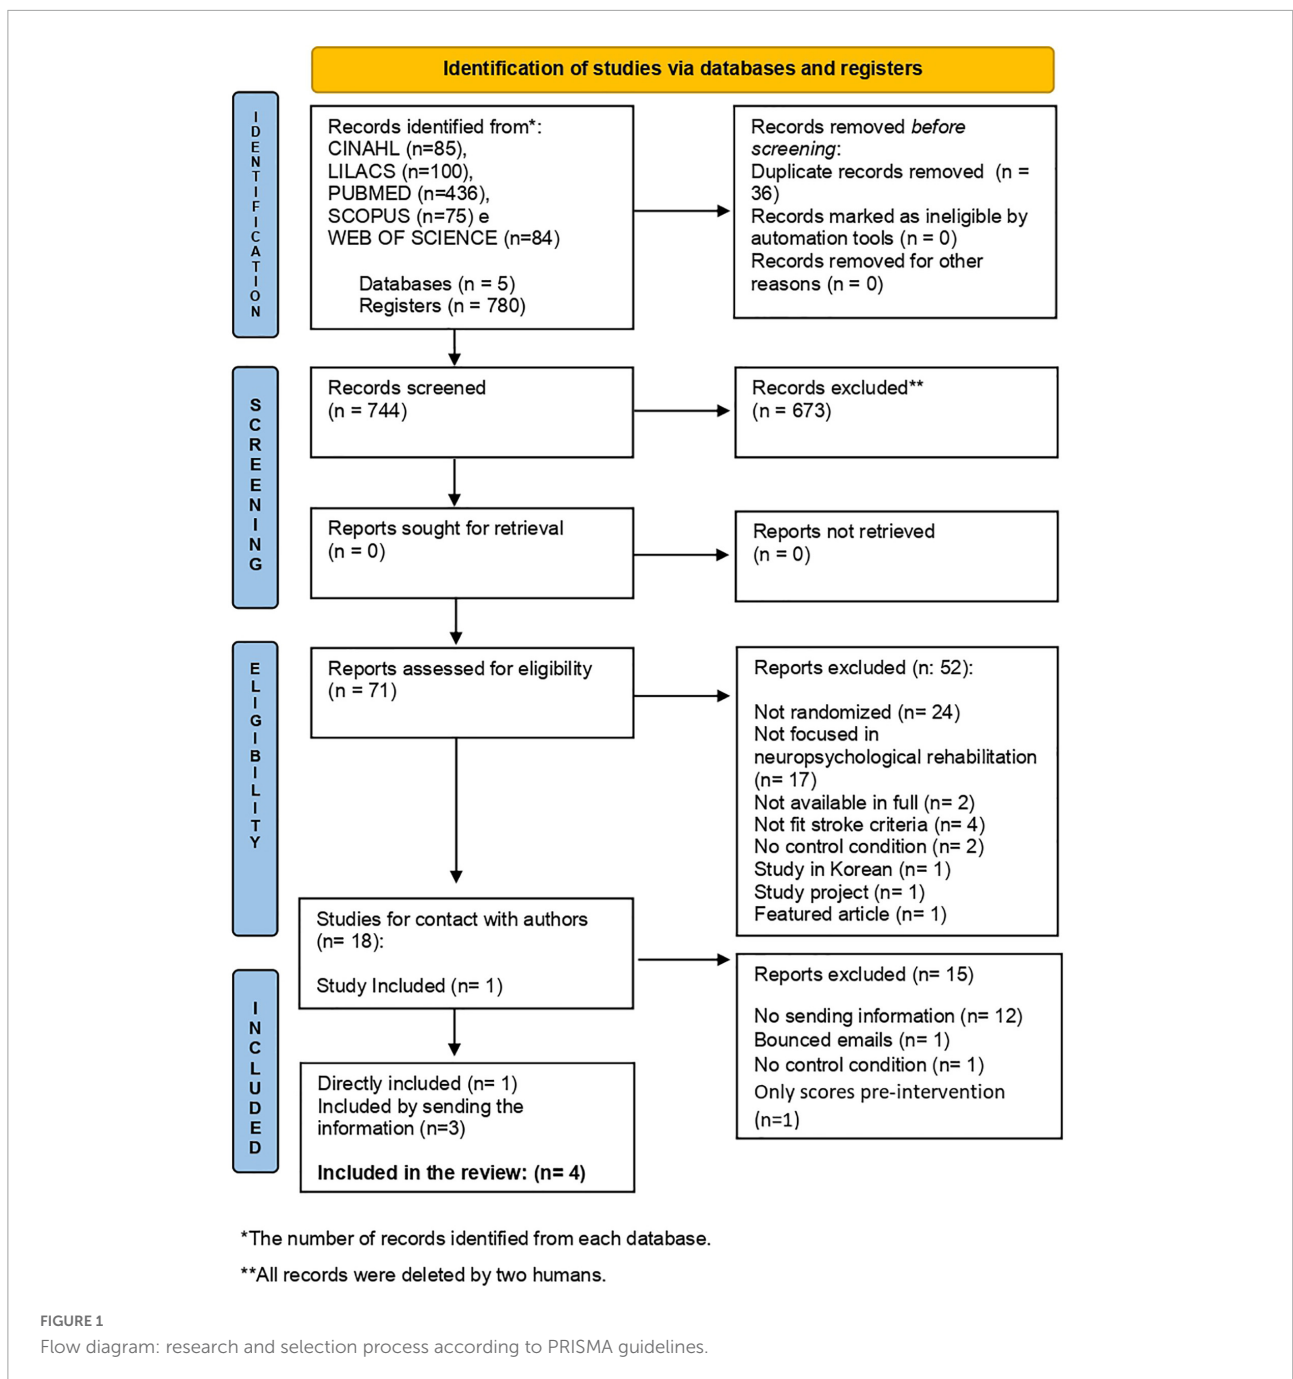 Identification of studies via databases and registers
IDENTIFICATION
Records identified from*:
CINAHL (n=85),
LILACS (n=100),
PUBMED (n=436),
SCOPUS (n=75) e
WEB OF SCIENCE (n=84)
Databases (n = 5)
Registers (n = 780)
Records removed before
screening:
Duplicate records removed (n =
36)
Records marked as ineligible by
automation tools (n = 0)
Records removed for other
reasons (n = 0)
SCREENING
Records screened
(n = 744)
Records excluded**
(n = 673)
Reports sought for retrieval
(n = 0)
Reports not retrieved
(n = 0)
ELIGIBILITY
Reports assessed for eligibility
(n = 71)
Reports excluded (n: 52):
Not randomized (n= 24)
Not focused in
neuropsychological rehabilitation
(n= 17)
Not available in full (n= 2)
Not fit stroke criteria (n= 4)
No control condition (n= 2)
Study in Korean (n= 1)
Study project (n= 1)
Featured article (n= 1)
Studies for contact with authors
(n= 18):
Study Included (n= 1)
Reports excluded (n= 15)
No sending information (n= 12)
Bounced emails (n= 1)
No control condition (n= 1)
Only scores pre-intervention
(n=1)
INCLUDED
Directly included (n= 1)
Included by sending the
information (n=3)
Included in the review: (n= 4)
*The number of records identified from each database.
**All records were deleted by two humans.
FIGURE 1
Flow diagram: research and selection process according to PRISMA guidelines.